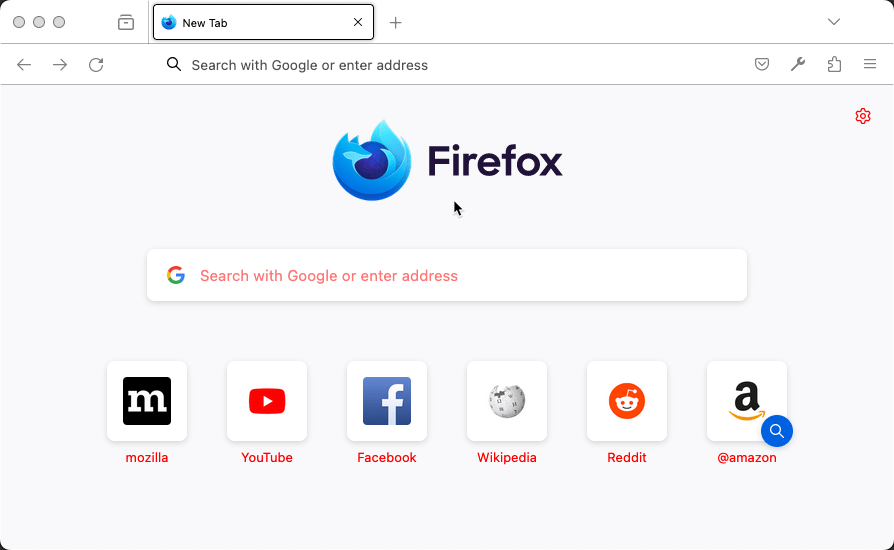 New Tab
Search with Google or enter address
Firefox
Search with Google or enter address
m
f
a
mozilla YouTube Facebook Wikipedia Reddit @amazon